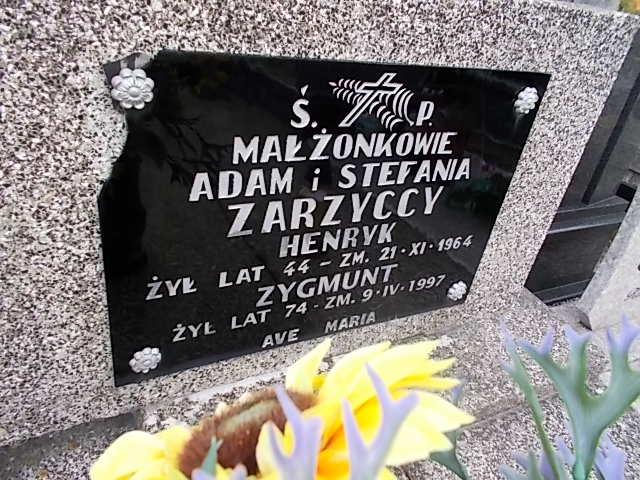 Ś. P.
MAŁŻONKOWIE
ADAM i STEFANIA
ZARZYCCY
HENRYK
ŻYŁ LAT 44 - ZM. 21·XI·1964
ZYGMUNT
ŻYŁ LAT 74 - ZM. 9·IV·1997
AVE MARIA